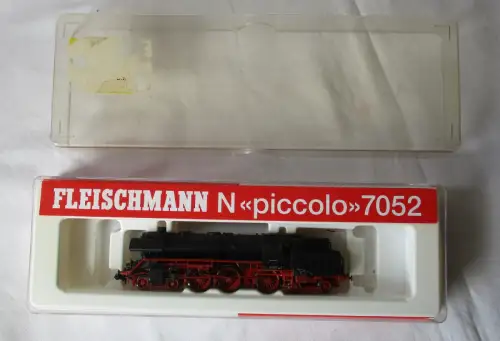 FLEISCHMANN N «piccolo» 7052